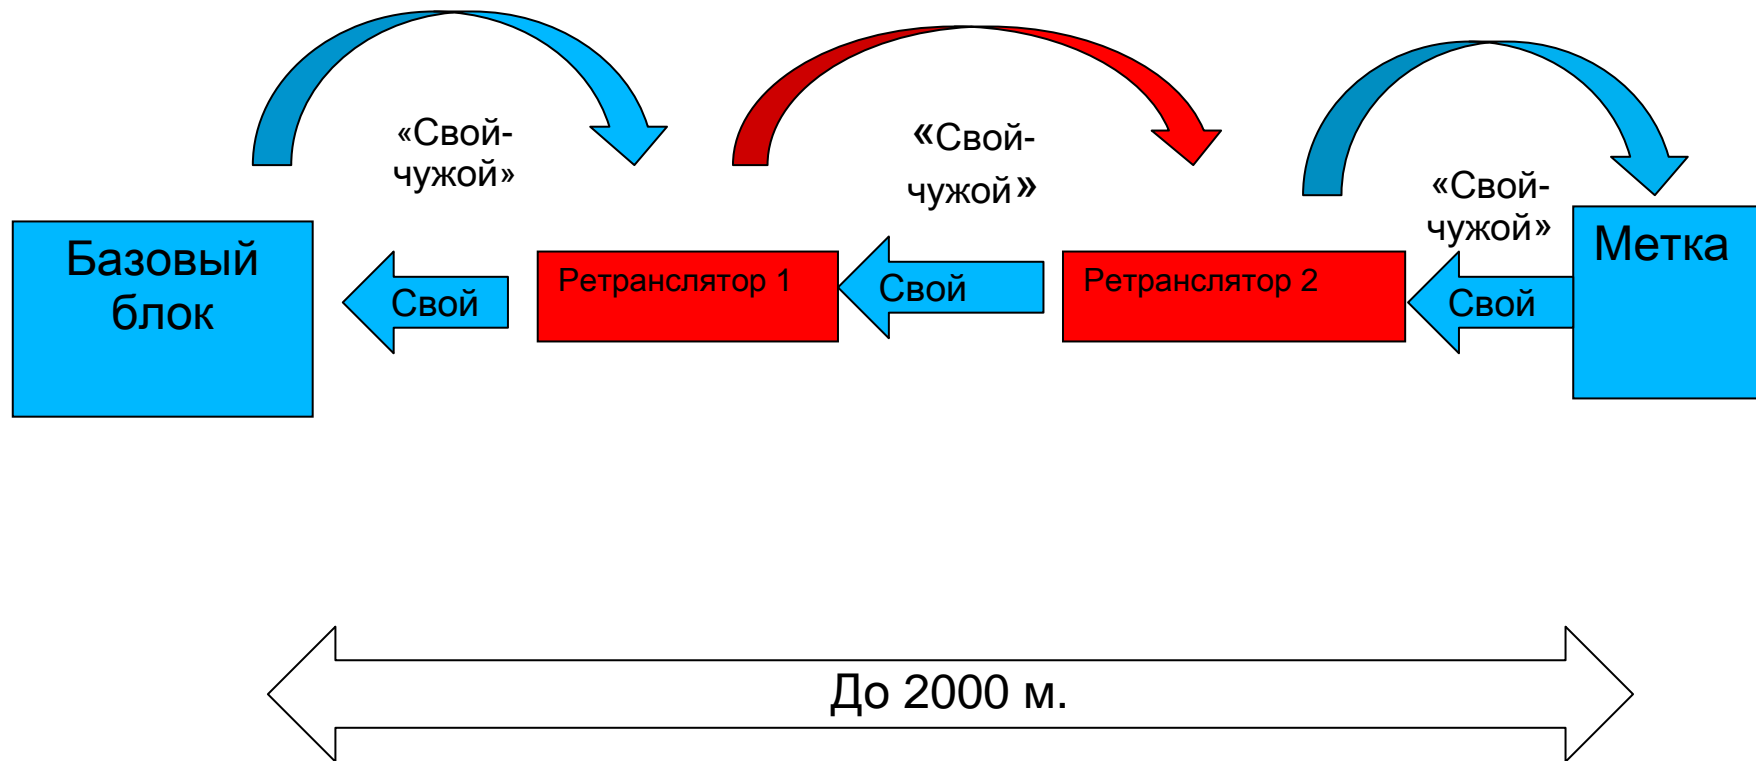 «Свой-
чужой»
«Свой-
чужой»
«Свой-
чужой»
Базовый
блок
Свой
Ретранслятор 1
Свой
Ретранслятор 2
Свой
Метка
До 2000 м.